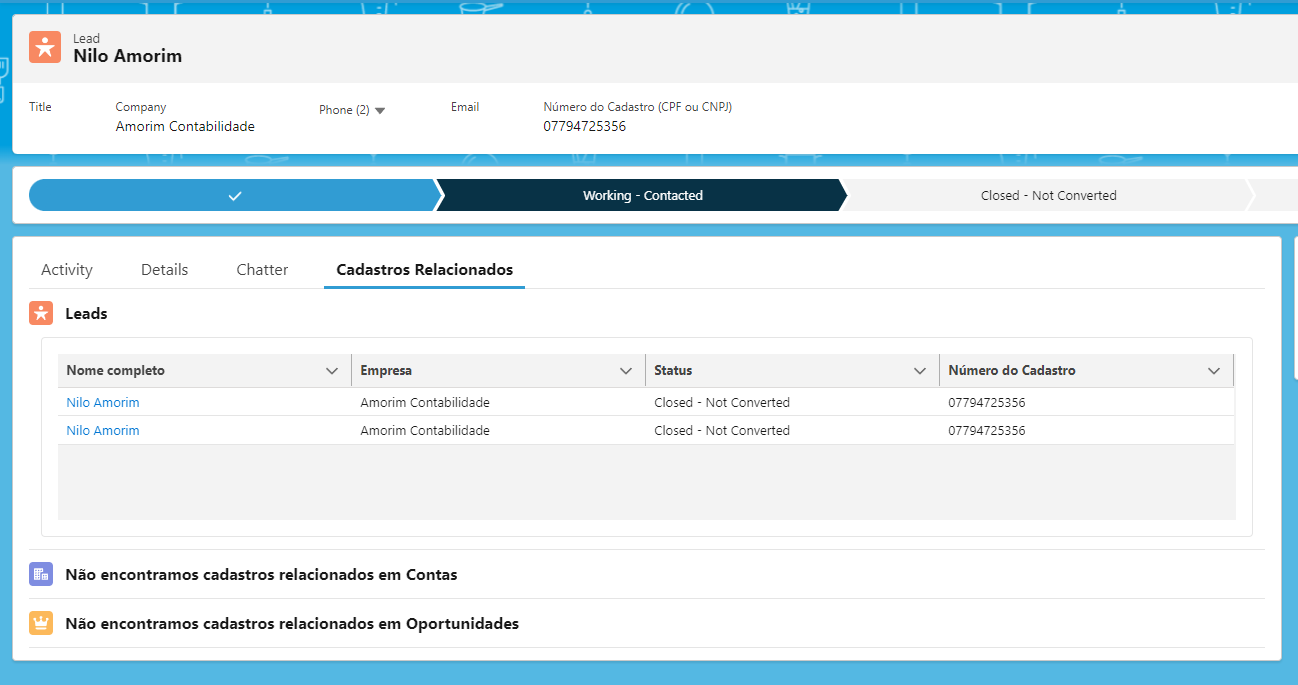 Lead
Nilo Amorim
Title
Company
Phone (2)
Email
Número do Cadastro (CPF ou CNPJ)
Amorim Contabilidade
07794725356
Working - Contacted
Closed - Not Converted
Activity
Details
Chatter
Cadastros Relacionados
Leads
Nome completo
Empresa
Status
Número do Cadastro
Nilo Amorim
Amorim Contabilidade
Closed - Not Converted
07794725356
Nilo Amorim
Amorim Contabilidade
Closed - Not Converted
07794725356
Não encontramos cadastros relacionados em Contas
Não encontramos cadastros relacionados em Oportunidades